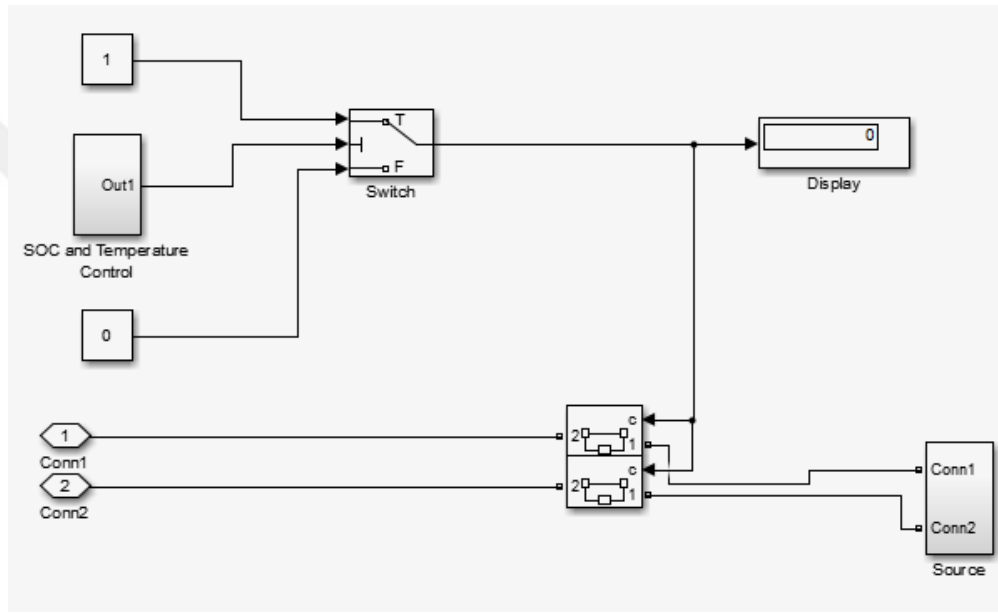 1
T
Out1
F
Switch
0
Display
SOC and Temperature
Control
0
c
2
1
1
Conn1
c
2
1
2
Conn2
Conn1
Conn2
Source